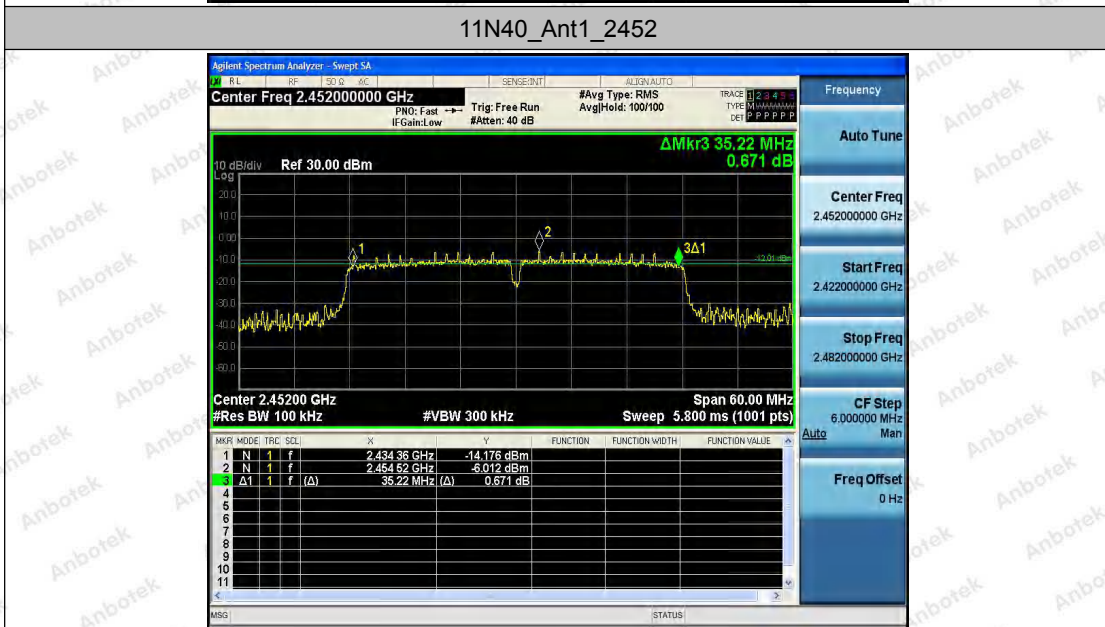 11N40_Ant1_2452
Agilent Spectrum Analyzer - Swept SA
RL RF 50 Ω AC SENSE:INT ALIGN AUTO
Center Freq 2.452000000 GHz
PNO: Fast
IFGain:Low
Trig: Free Run
#Atten: 40 dB
#Avg Type: RMS
Avg|Hold: 100/100
TRACE 1 2 3 4 5 6
TYPE M
DET P P P P P P
ΔMkr3 35.22 MHz
0.671 dB
10 dB/div Ref 30.00 dBm
Log
20.0
10.0
0.00
-10.0
-20.0
-30.0
-40.0
-50.0
-60.0
1
2
3Δ1
-12.01 dBm
Center 2.45200 GHz Span 60.00 MHz
#Res BW 100 kHz #VBW 300 kHz Sweep 5.800 ms (1001 pts)
MKR MODE TRC SCL X Y FUNCTION FUNCTION WIDTH FUNCTION VALUE
1 N 1 f 2.434 36 GHz -14.176 dBm
2 N 1 f 2.454 52 GHz -6.012 dBm
3 Δ1 1 f (Δ) 35.22 MHz (Δ) 0.671 dB
4
5
6
7
8
9
10
11
MSG STATUS
Frequency
Auto Tune
Center Freq
2.452000000 GHz
Start Freq
2.422000000 GHz
Stop Freq
2.482000000 GHz
CF Step
6.000000 MHz
Auto Man
Freq Offset
0 Hz
Anbotek